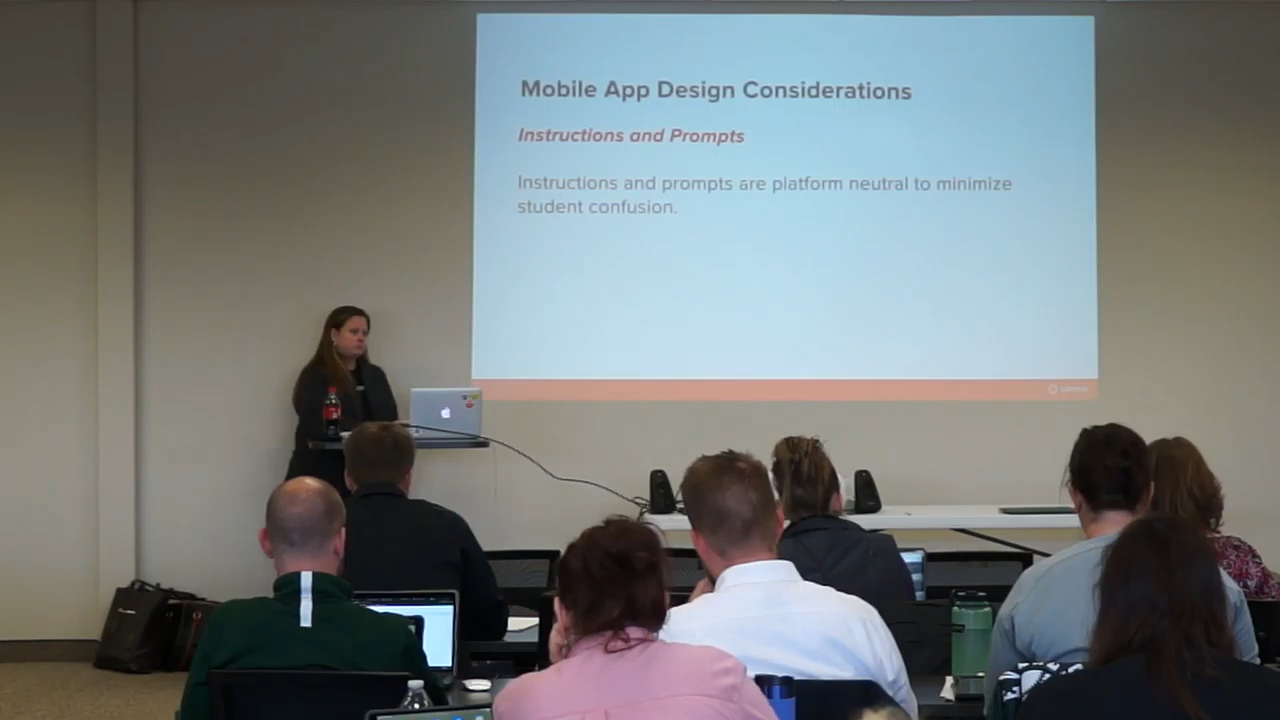 Mobile App Design Considerations
Instructions and Prompts
Instructions and prompts are platform neutral to minimize
student confusion.